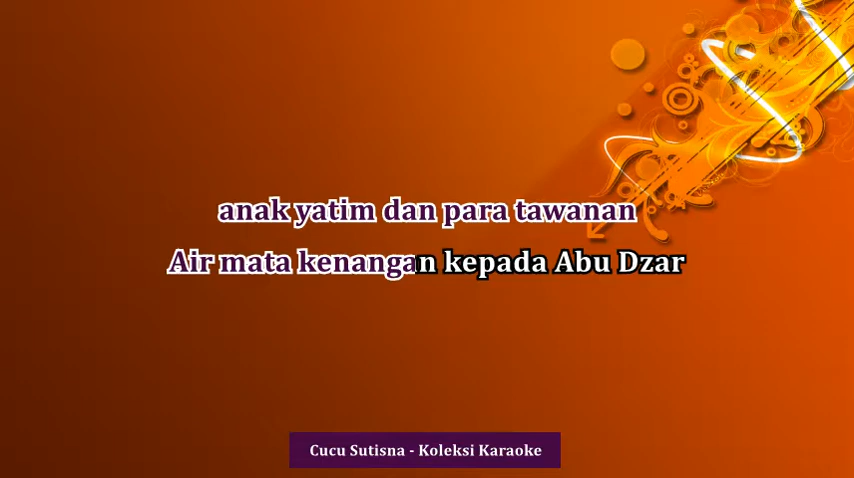 anak yatim dan para tawanan
Air mata kenangan kepada Abu Dzar
Cucu Sutisna - Koleksi Karaoke